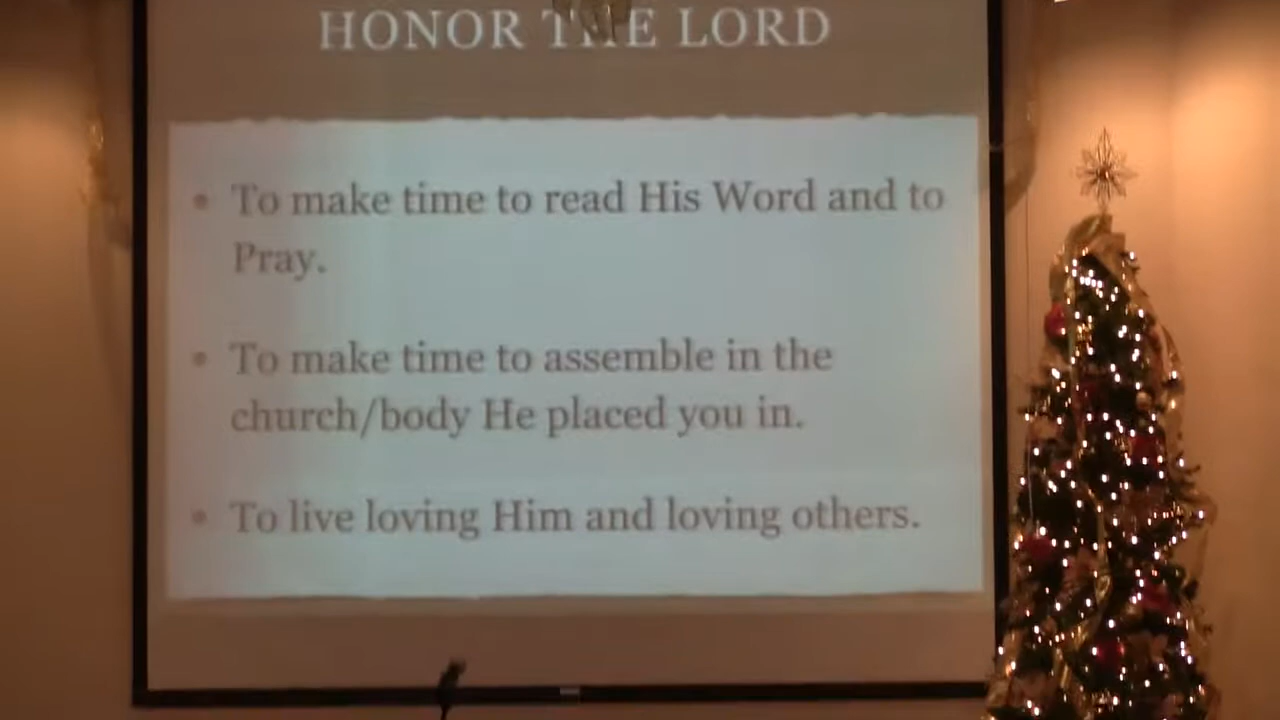 HONOR THE LORD
• To make time to read His Word and to
Pray.
• To make time to assemble in the
church/body He placed you in.
• To live loving Him and loving others.